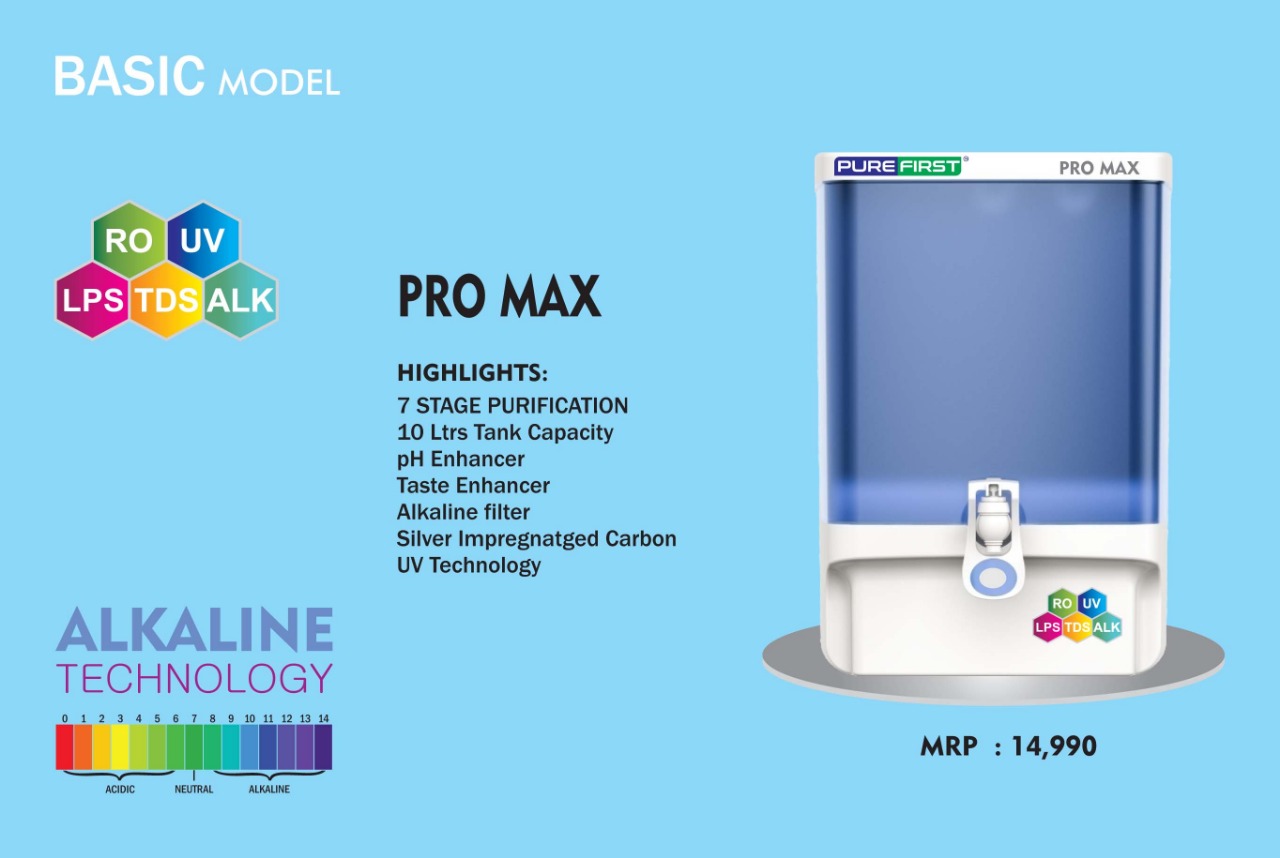 BASIC MODEL
RO UV
LPS TDS ALK
PRO MAX
HIGHLIGHTS:
7 STAGE PURIFICATION
10 Ltrs Tank Capacity
pH Enhancer
Taste Enhancer
Alkaline filter
Silver Impregnatged Carbon
UV Technology
ALKALINE
TECHNOLOGY
0 1 2 3 4 5 6 7 8 9 10 11 12 13 14
ACIDIC NEUTRAL ALKALINE
PURE FIRST® PRO MAX
RO UV
LPS TDS ALK
MRP : 14,990